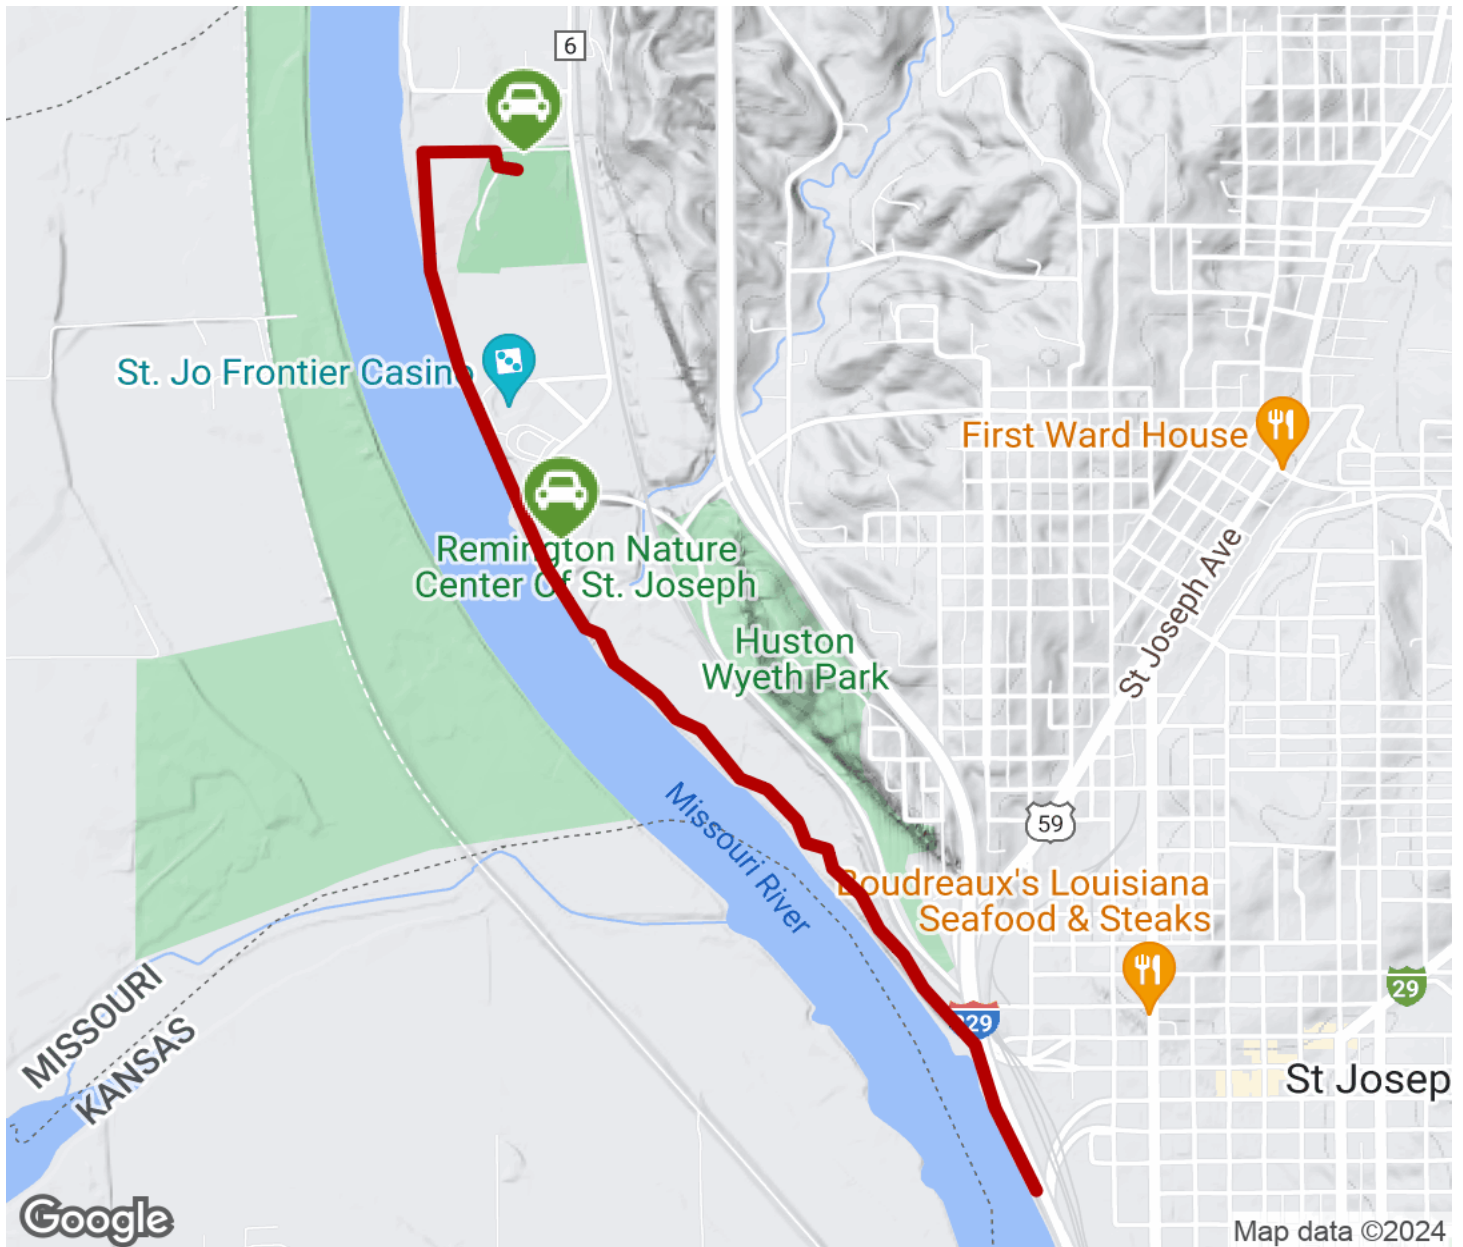 6
St. Jo Frontier Casino
First Ward House
Remington Nature
Center Of St. Joseph
St Joseph Ave
Huston
Wyeth Park
Missouri River
59
Boudreaux's Louisiana
Seafood & Steaks
29
229
MISSOURI
KANSAS
St Josep
Google
Map data ©2024